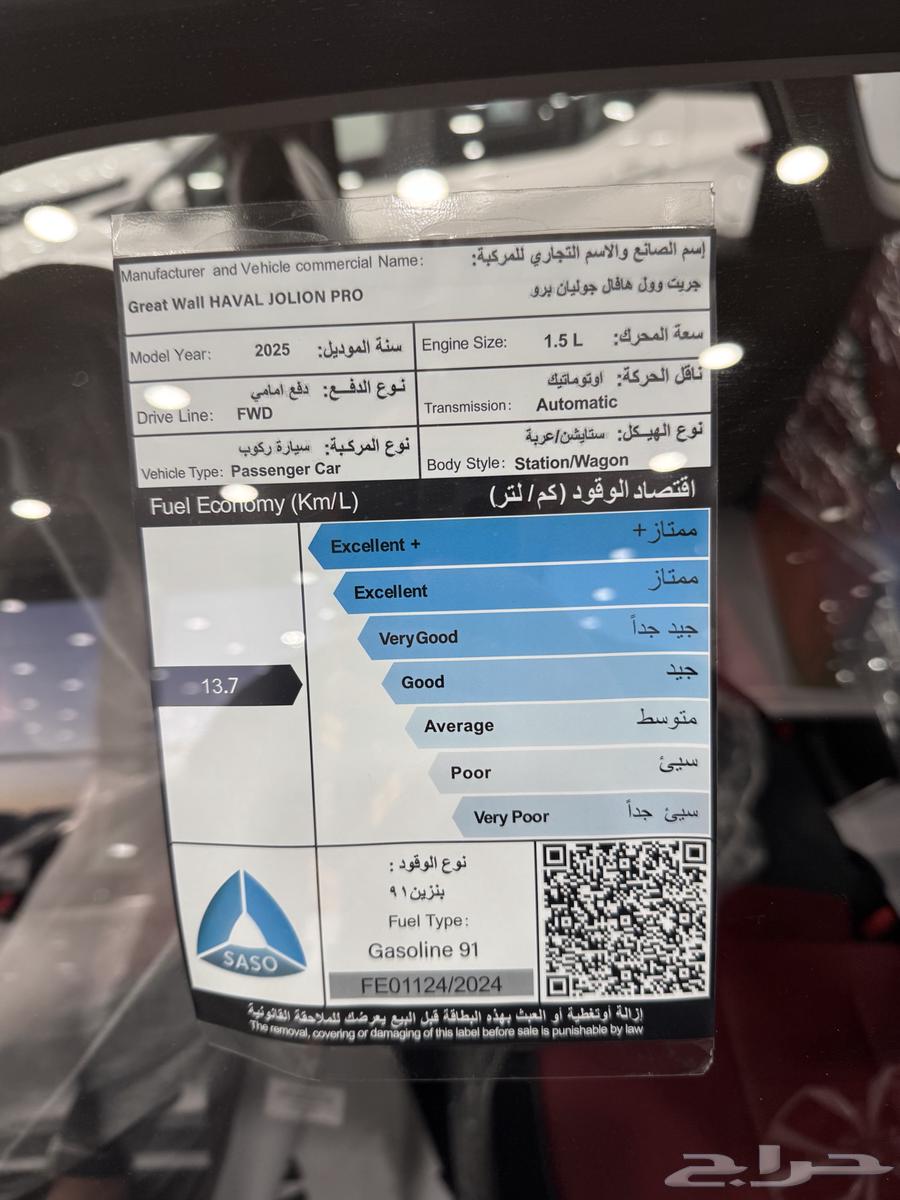 Manufacturer and Vehicle commercial Name: إسم الصانع والاسم التجاري للمركبة:
Great Wall HAVAL JOLION PRO جريت وول هافال جوليان برو
Model Year: 2025 سنة الموديل:
Engine Size: 1.5 L سعة المحرك:
نوع الدفع: دفع امامي
Drive Line: FWD
ناقل الحركة: اوتوماتيك
Transmission: Automatic
نوع المركبة: سيارة ركوب
Vehicle Type: Passenger Car
نوع الهيكل: ستايشن/عربة
Body Style: Station/Wagon
Fuel Economy (Km/L) اقتصاد الوقود (كم/لتر)
Excellent + ممتاز+
Excellent ممتاز
Very Good جيد جداً
13.7
Good جيد
Average متوسط
Poor سيئ
Very Poor سيئ جداً
SASO
نوع الوقود :
بنزين ٩١
Fuel Type:
Gasoline 91
FE01124/2024
إزالة أوتغطية أو العبث بهذه البطاقة قبل البيع يعرضك للملاحقة القانونية
The removal, covering or damaging of this label before sale is punishable by law
حراج